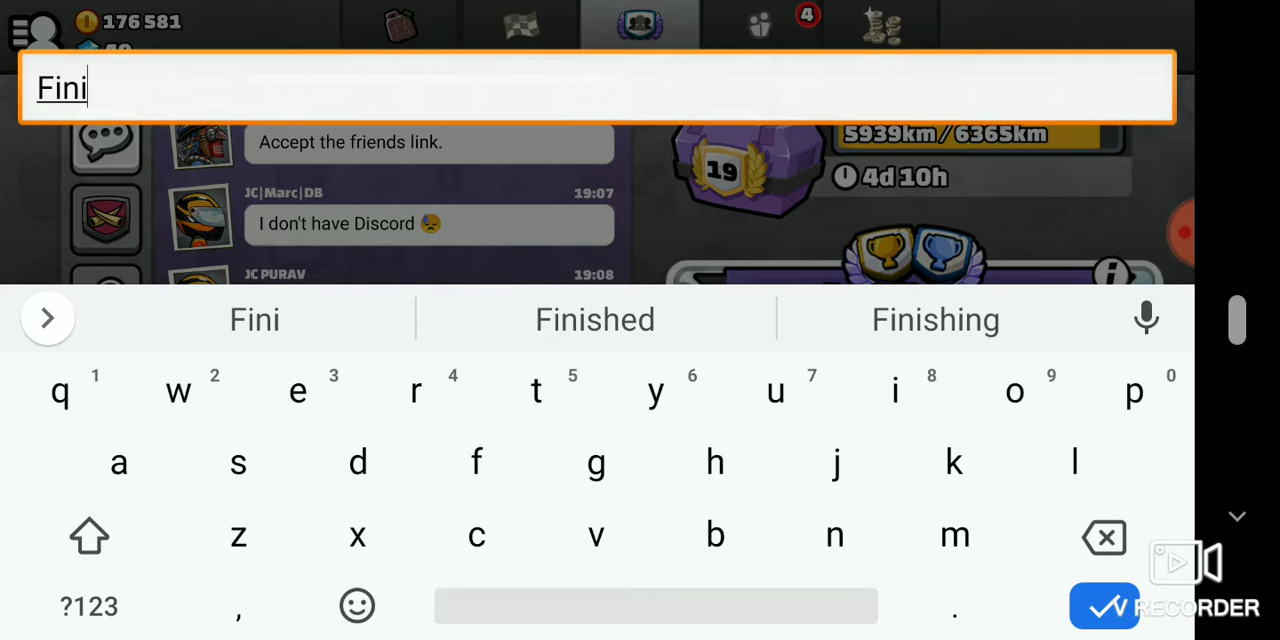 176 581
4
Fini
Accept the friends link.
5939km/6365km
19
4d 10h
JC|Marc|DB 19:07
I don't have Discord 😓
JC PURAV 19:08
i
Fini Finished Finishing
q 1 w 2 e 3 r 4 t 5 y 6 u 7 i 8 o 9 p 0
a s d f g h j k l
z x c v b n m
?123 , .
V RECORDER